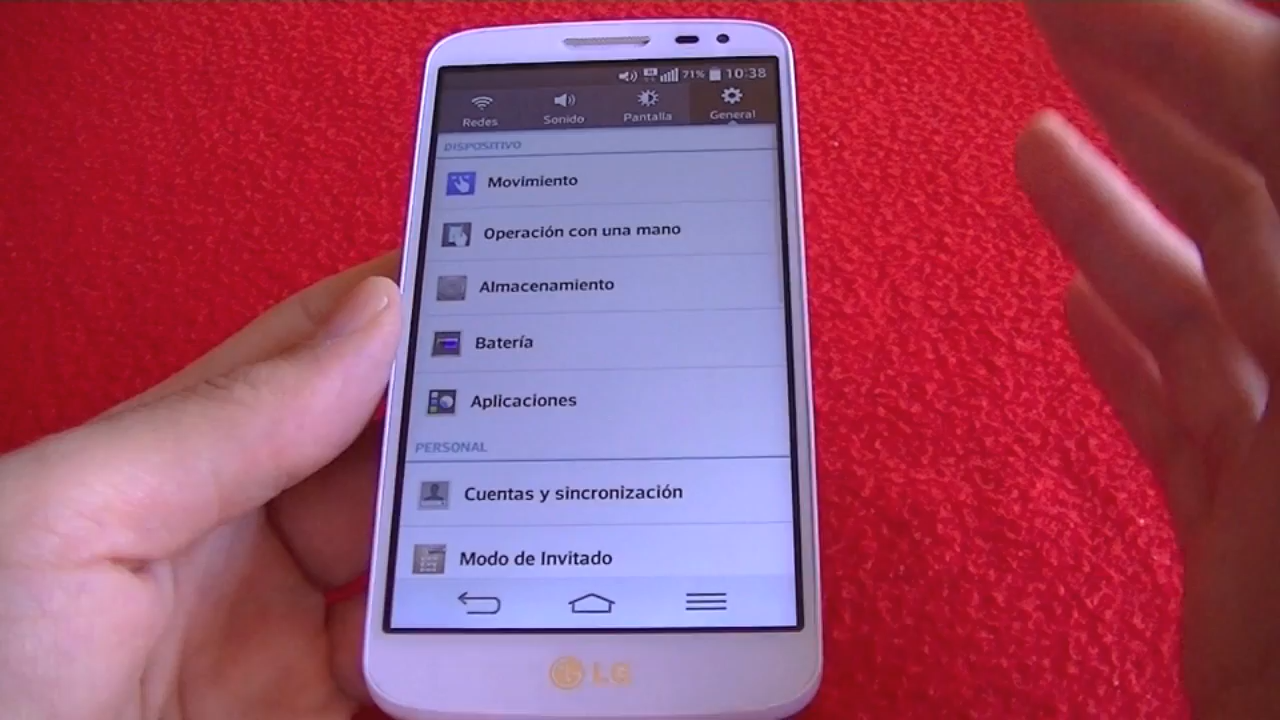 71% 10:38
Redes Sonido Pantalla General
DISPOSITIVO
Movimiento
Operación con una mano
Almacenamiento
Batería
Aplicaciones
PERSONAL
Cuentas y sincronización
Modo de Invitado
LG